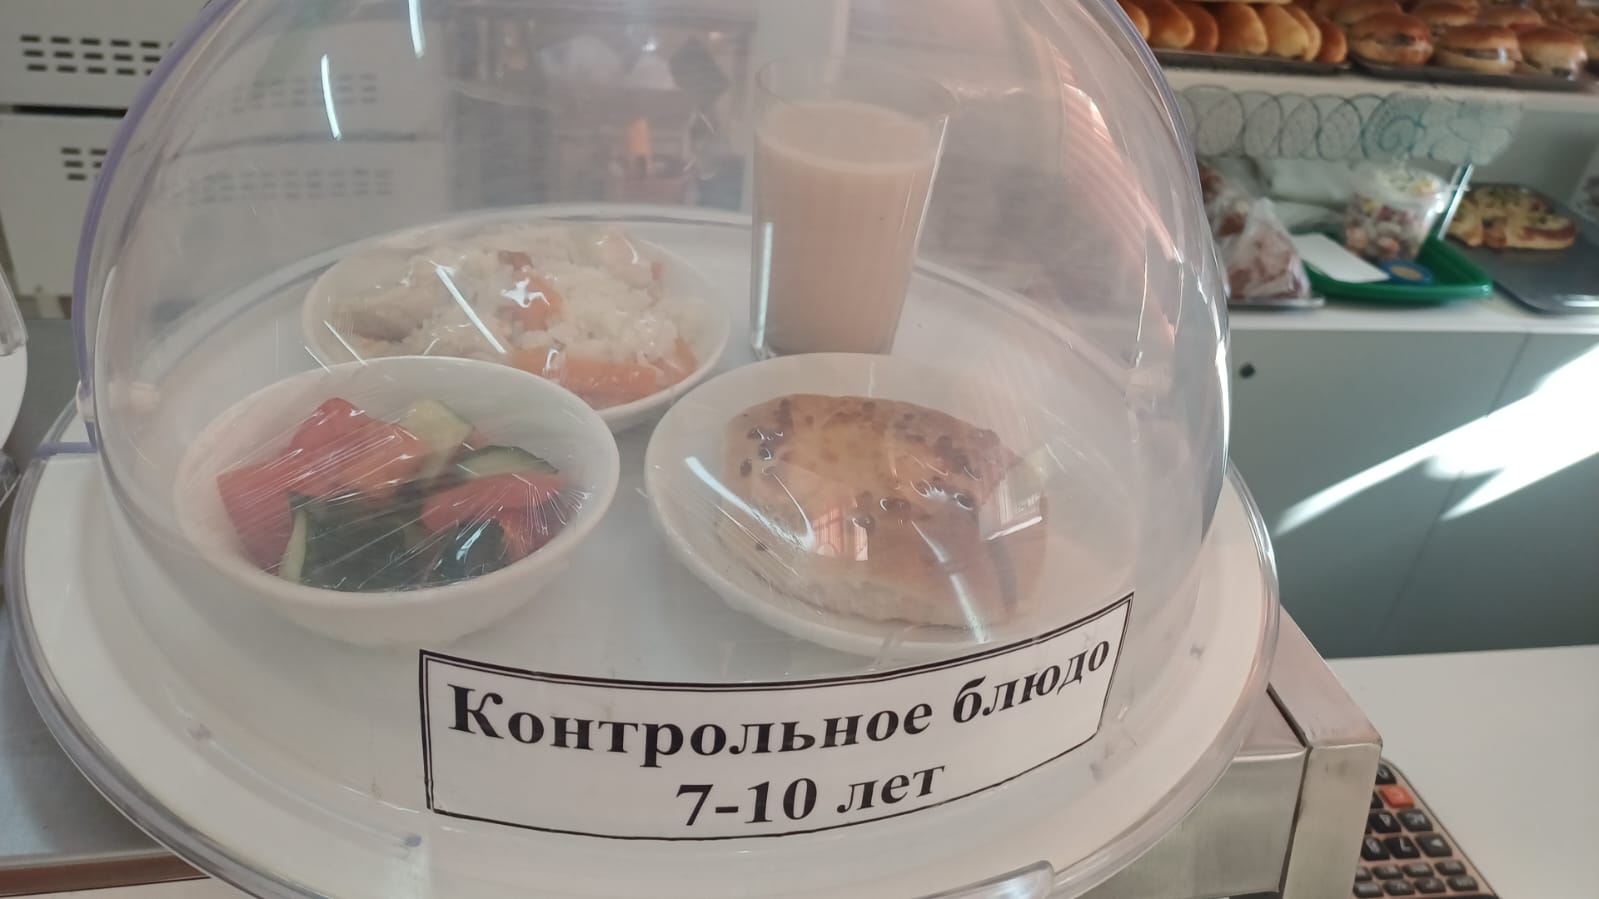 Контрольное блюдо
7-10 лет